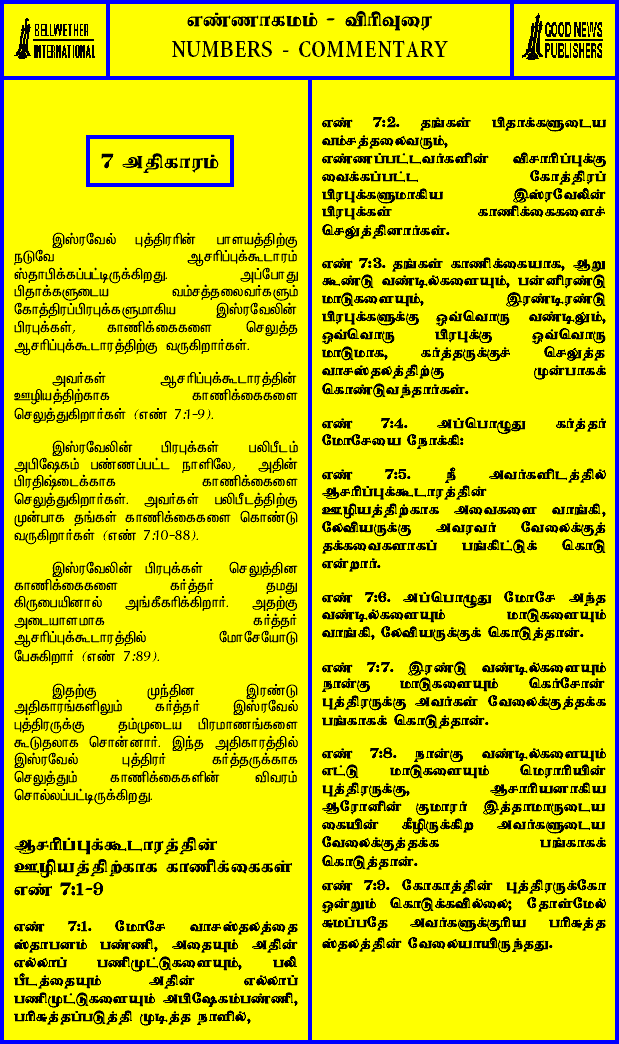 BELLWETHER
INTERNATIONAL
எண்ணாகமம் - விரிவுரை
NUMBERS - COMMENTARY
GOOD NEWS
PUBLISHERS
7 அதிகாரம்
இஸ்ரவேல் புத்திரரின் பாளயத்திற்கு
நடுவே ஆசரிப்புக்கூடாரம்
ஸ்தாபிக்கப்பட்டிருக்கிறது. அப்போது
பிதாக்களுடைய வம்சத்தலைவர்களும்
கோத்திரப்பிரபுக்களுமாகிய இஸ்ரவேலின்
பிரபுக்கள், காணிக்கைகளை செலுத்த
ஆசரிப்புக்கூடாரத்திற்கு வருகிறார்கள்.
அவர்கள் ஆசரிப்புக்கூடாரத்தின்
ஊழியத்திற்காக காணிக்கைகளை
செலுத்துகிறார்கள் (எண் 7:1-9).
இஸ்ரவேலின் பிரபுக்கள் பலிபீடம்
அபிஷேகம் பண்ணப்பட்ட நாளிலே, அதின்
பிரதிஷ்டைக்காக காணிக்கைகளை
செலுத்துகிறார்கள். அவர்கள் பலிபீடத்திற்கு
முன்பாக தங்கள் காணிக்கைகளை கொண்டு
வருகிறார்கள் (எண் 7:10-88).
இஸ்ரவேலின் பிரபுக்கள் செலுத்தின
காணிக்கைகளை கர்த்தர் தமது
கிருபையினால் அங்கீகரிக்கிறார். அதற்கு
அடையாளமாக கர்த்தர்
ஆசரிப்புக்கூடாரத்தில் மோசேயோடு
பேசுகிறார் (எண் 7:89).
இதற்கு முந்தின இரண்டு
அதிகாரங்களிலும் கர்த்தர் இஸ்ரவேல்
புத்திரருக்கு தம்முடைய பிரமாணங்களை
கூடுதலாக சொன்னார். இந்த அதிகாரத்தில்
இஸ்ரவேல் புத்திரர் கர்த்தருக்காக
செலுத்தும் காணிக்கைகளின் விவரம்
சொல்லப்பட்டிருக்கிறது.
ஆசரிப்புக்கூடாரத்தின்
ஊழியத்திற்காக காணிக்கைகள்
எண் 7:1-9
எண் 7:1. மோசே வாசஸ்தலத்தை
ஸ்தாபனம் பண்ணி, அதையும் அதின்
எல்லாப் பணிமுட்டுகளையும், பலி
பீடத்தையும் அதின் எல்லாப்
பணிமுட்டுகளையும் அபிஷேகம்பண்ணி,
பரிசுத்தப்படுத்தி முடித்த நாளில்,
எண் 7:2. தங்கள் பிதாக்களுடைய
வம்சத்தலைவரும்,
எண்ணப்பட்டவர்களின் விசாரிப்புக்கு
வைக்கப்பட்ட கோத்திரப்
பிரபுக்களுமாகிய இஸ்ரவேலின்
பிரபுக்கள் காணிக்கைகளைச்
செலுத்தினார்கள்.
எண் 7:3. தங்கள் காணிக்கையாக, ஆறு
கூண்டு வண்டில்களையும், பன்னிரண்டு
மாடுகளையும், இரண்டிரண்டு
பிரபுக்களுக்கு ஒவ்வொரு வண்டிலும்,
ஒவ்வொரு பிரபுக்கு ஒவ்வொரு
மாடுமாக, கர்த்தருக்குச் செலுத்த
வாசஸ்தலத்திற்கு முன்பாகக்
கொண்டுவந்தார்கள்.
எண் 7:4. அப்பொழுது கர்த்தர்
மோசேயை நோக்கி:
எண் 7:5. நீ அவர்களிடத்தில்
ஆசரிப்புக்கூடாரத்தின்
ஊழியத்திற்காக அவைகளை வாங்கி,
லேவியருக்கு அவரவர் வேலைக்குத்
தக்கவைகளாகப் பங்கிட்டுக் கொடு
என்றார்.
எண் 7:6. அப்பொழுது மோசே அந்த
வண்டில்களையும் மாடுகளையும்
வாங்கி, லேவியருக்குக் கொடுத்தான்.
எண் 7:7. இரண்டு வண்டில்களையும்
நான்கு மாடுகளையும் கெர்சோன்
புத்திரருக்கு அவர்கள் வேலைக்குத்தக்க
பங்காகக் கொடுத்தான்.
எண் 7:8. நான்கு வண்டில்களையும்
எட்டு மாடுகளையும் மெராரியின்
புத்திரருக்கு, ஆசாரியனாகிய
ஆரோனின் குமாரர் இத்தாமாருடைய
கையின் கீழிருக்கிற அவர்களுடைய
வேலைக்குத்தக்க பங்காகக்
கொடுத்தான்.
எண் 7:9. கோகாத்தின் புத்திரருக்கோ
ஒன்றும் கொடுக்கவில்லை; தோள்மேல்
சுமப்பதே அவர்களுக்குரிய பரிசுத்த
ஸ்தலத்தின் வேலையாயிருந்தது.